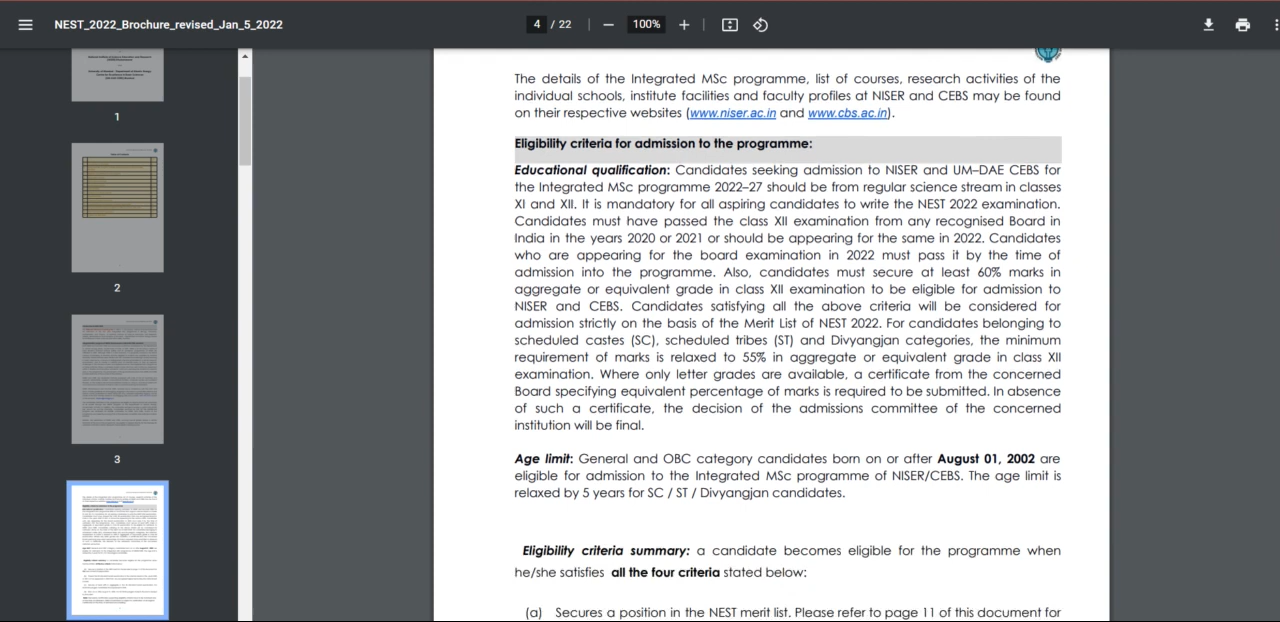 NEST_2022_Brochure_revised_Jan_5_2022
4 / 22
100%
1
2
3
The details of the Integrated MSc programme, list of courses, research activities of the
individual schools, institute facilities and faculty profiles at NISER and CEBS may be found
on their respective websites (www.niser.ac.in and www.cbs.ac.in).
Eligibility criteria for admission to the programme:
Educational qualification: Candidates seeking admission to NISER and UM–DAE CEBS for
the Integrated MSc programme 2022–27 should be from regular science stream in classes
XI and XII. It is mandatory for all aspiring candidates to write the NEST 2022 examination.
Candidates must have passed the class XII examination from any recognised Board in
India in the years 2020 or 2021 or should be appearing for the same in 2022. Candidates
who are appearing for the board examination in 2022 must pass it by the time of
admission into the programme. Also, candidates must secure at least 60% marks in
aggregate or equivalent grade in class XII examination to be eligible for admission to
NISER and CEBS. Candidates satisfying all the above criteria will be considered for
admission strictly on the basis of the Merit List of NEST 2022. For candidates belonging to
scheduled castes (SC), scheduled tribes (ST) and Divyangjan categories, the minimum
requirement of marks is relaxed to 55% in aggregate or equivalent grade in class XII
examination. Where only letter grades are available, a certificate from the concerned
Board specifying equivalent percentage of marks is required to be submitted. In absence
of such a certificate, the decision of the admissions committee of the concerned
institution will be final.
Age limit: General and OBC category candidates born on or after August 01, 2002 are
eligible for admission to the Integrated MSc programme of NISER/CEBS. The age limit is
relaxed by 5 years for SC / ST / Divyangjan candidates.
Eligibility criteria summary: a candidate becomes eligible for the programme when
all the four criteria stated be
(a) Secures a position in the NEST merit list. Please refer to page 11 of this document for